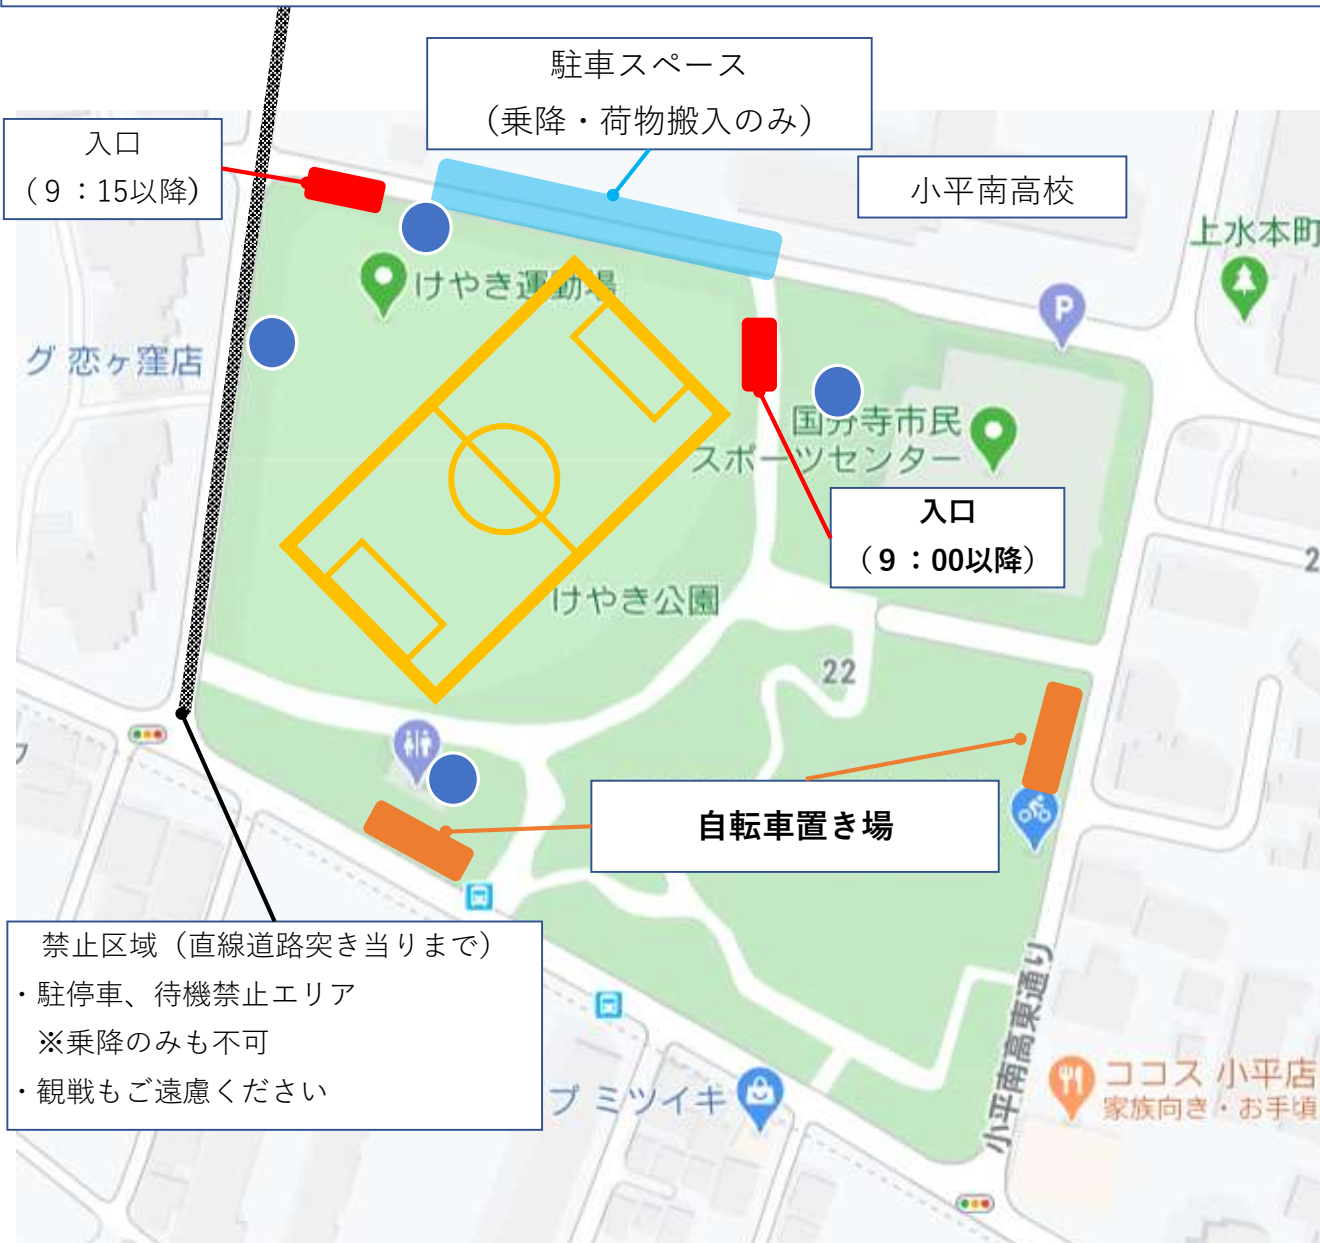 駐車スペース
（乗降・荷物搬入のみ）
入口
（９：15以降）
小平南高校
上水本町
けやき運動場
P
グ 恋ヶ窪店
国分寺市民
スポーツセンター
入口
（９：00以降）
2
けやき公園
22
自転車置き場
禁止区域（直線道路突き当りまで）
・駐停車、待機禁止エリア
※乗降のみも不可
・観戦もご遠慮ください
小平南高東通り
プ ミツイキ
ココス 小平店
家族向き・お手頃